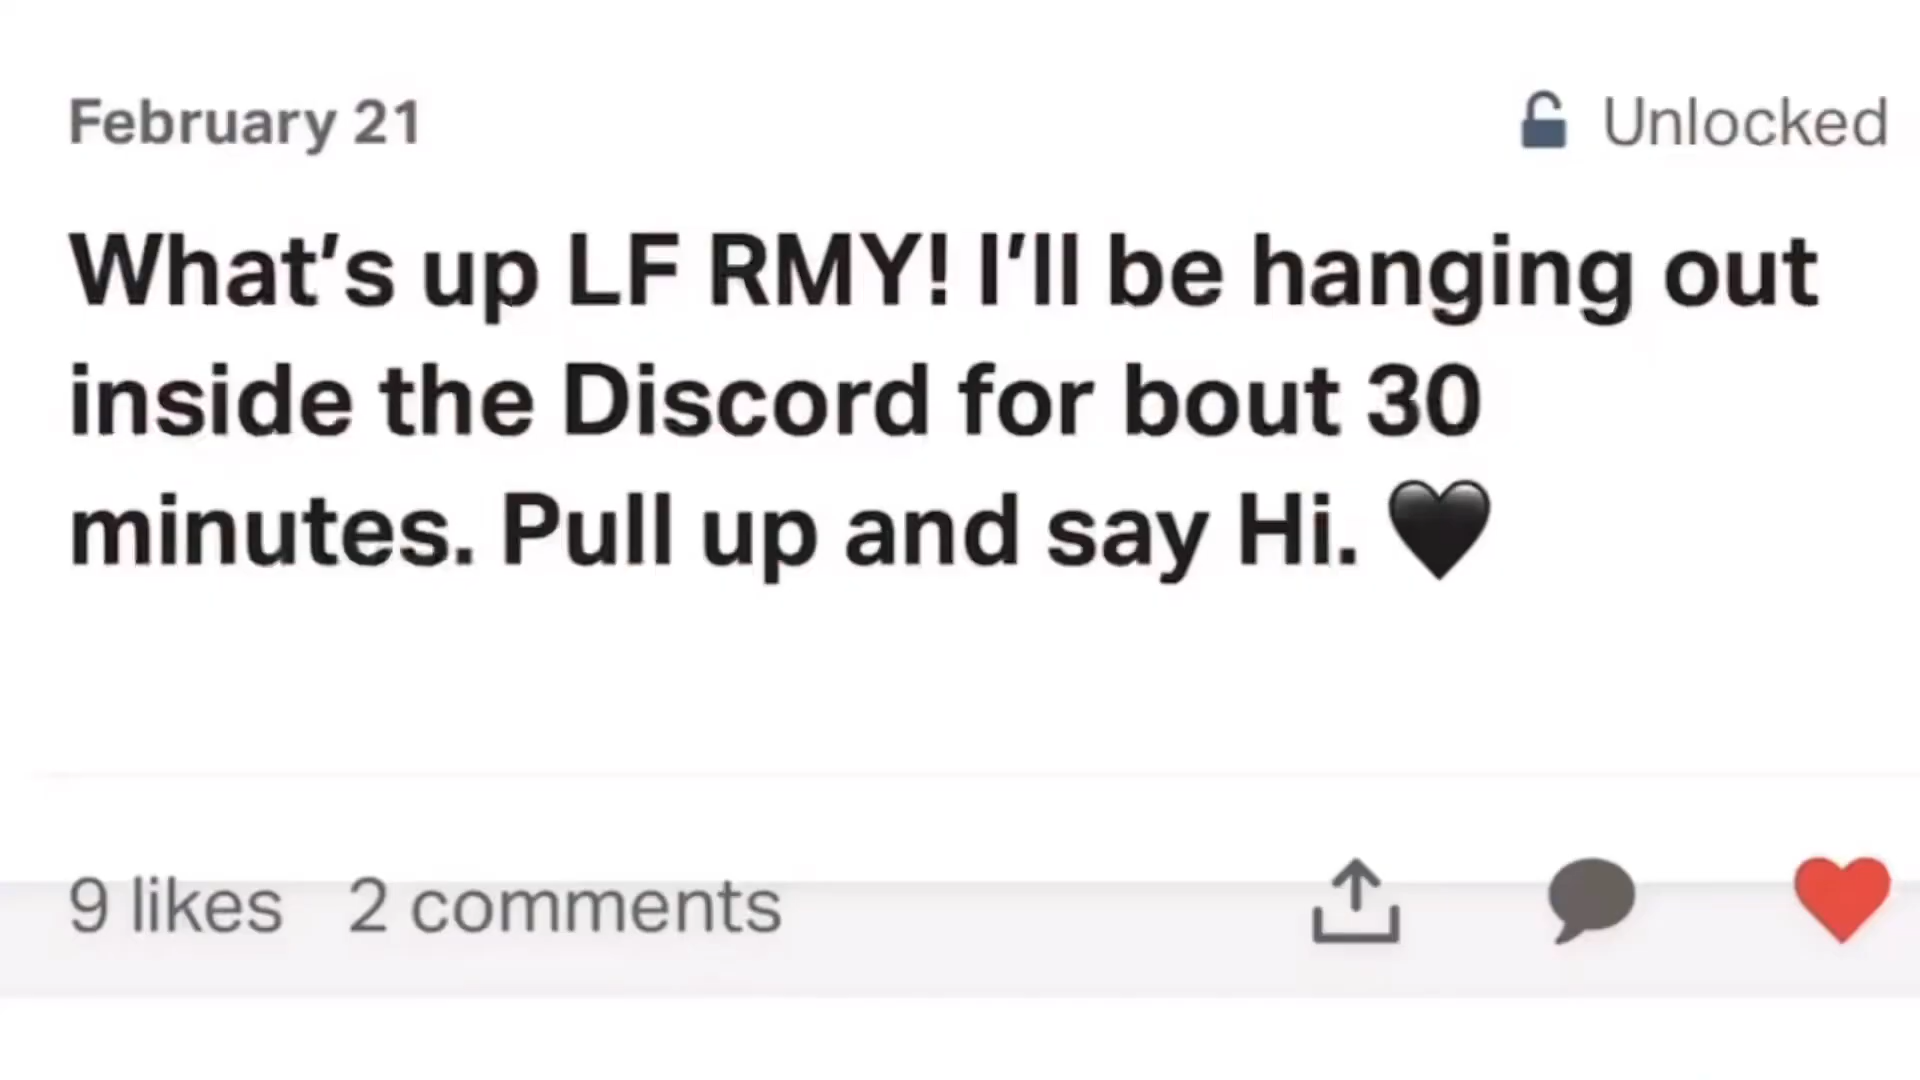 February 21
Unlocked
What’s up LF RMY! I’ll be hanging out
inside the Discord for bout 30
minutes. Pull up and say Hi. 🖤
9 likes 2 comments